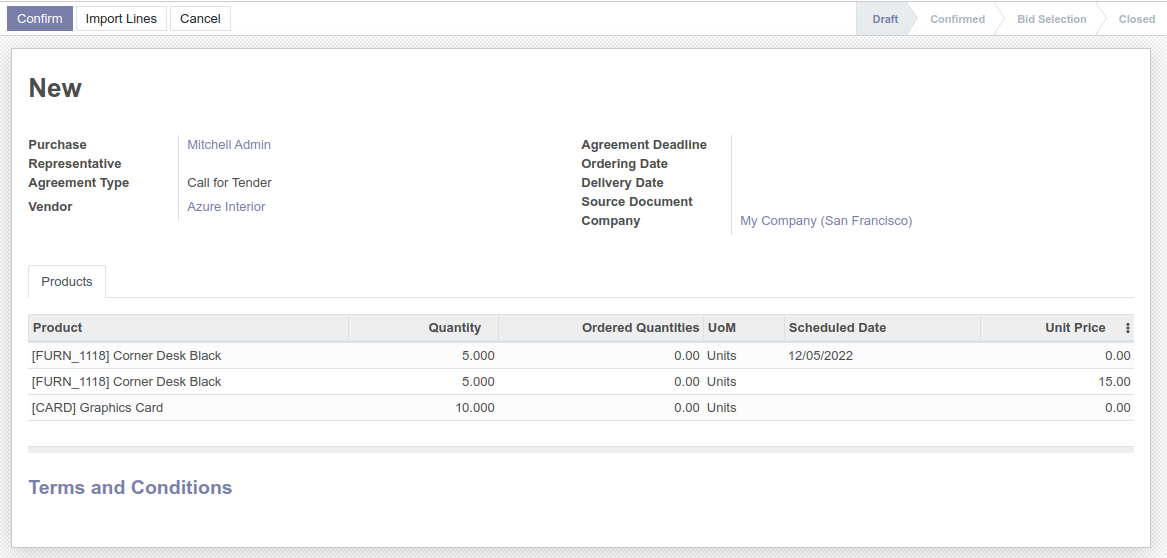 Confirm Import Lines Cancel Draft Confirmed Bid Selection Closed
New
Purchase Representative Mitchell Admin
Agreement Type Call for Tender
Vendor Azure Interior
Agreement Deadline
Ordering Date
Delivery Date
Source Document
Company My Company (San Francisco)
Products
Product Quantity Ordered Quantities UoM Scheduled Date Unit Price
[FURN_1118] Corner Desk Black 5.000 0.00 Units 12/05/2022 0.00
[FURN_1118] Corner Desk Black 5.000 0.00 Units 15.00
[CARD] Graphics Card 10.000 0.00 Units 0.00
Terms and Conditions